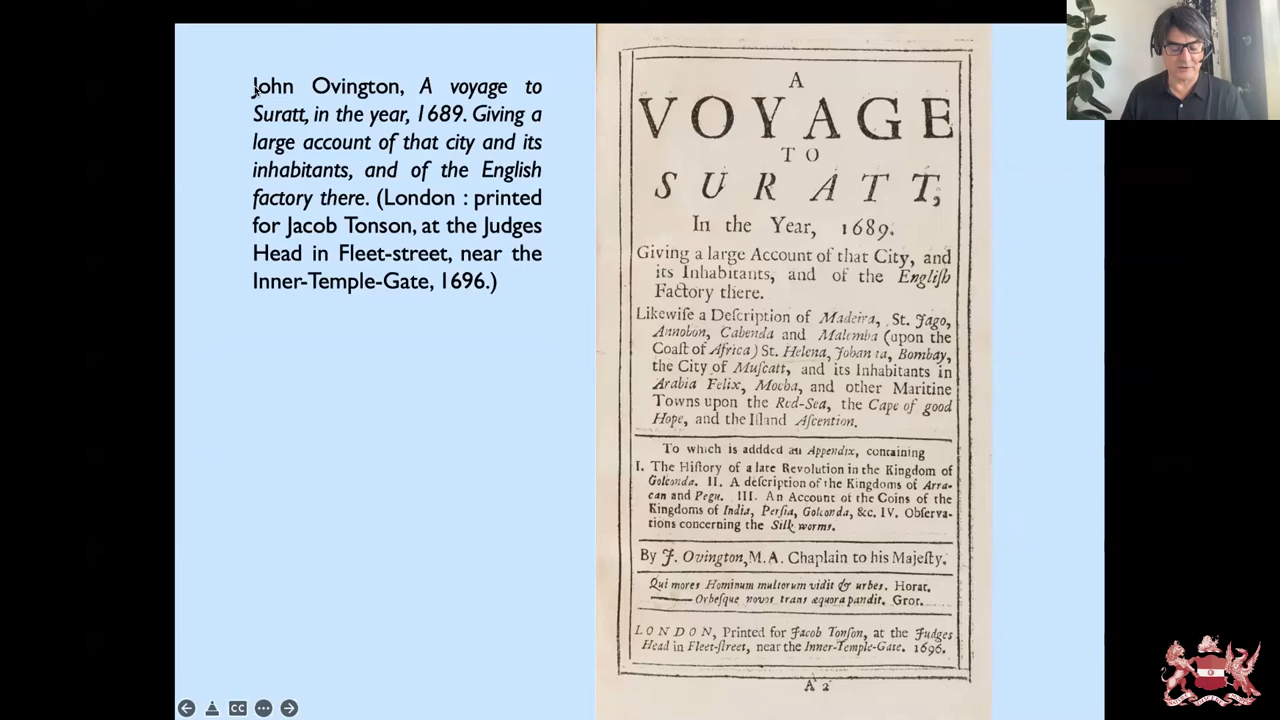 John Ovington, A voyage to
Suratt, in the year, 1689. Giving a
large account of that city and its
inhabitants, and of the English
factory there. (London : printed
for Jacob Tonson, at the Judges
Head in Fleet-street, near the
Inner-Temple-Gate, 1696.)
A
VOYAGE
TO
SURATT,
In the Year, 1689.
Giving a large Account of that City, and
its Inhabitants, and of the Engliſh
Factory there.
Likewiſe a Deſcription of Madeira, St. Jago,
Annobon, Cabenda and Malemba (upon the
Coaſt of Africa) St. Helena, Johanna, Bombay,
the City of Muſcatt, and its Inhabitants in
Arabia Felix, Mocha, and other Maritine
Towns upon the Red-Sea, the Cape of good
Hope, and the Iſland Aſcention.
To which is addded an Appendix, containing
I. The Hiſtory of a late Revolution in the Kingdom of
Golconda. II. A deſcription of the Kingdoms of Arra-
can and Pegu. III. An Account of the Coins of the
Kingdoms of India, Perſia, Golconda, &c. IV. Obſerva-
tions concerning the Silk worms.
By J. Ovington, M.A. Chaplain to his Majeſty.
Qui mores Hominum multorum vidit & urbes. Horat.
Orbeſque novos trans æquora pandit. Grot.
LONDON, Printed for Jacob Tonſon, at the Judges
Head in Fleet-ſtreet, near the Inner-Temple-Gate. 1696.
A 2
CC